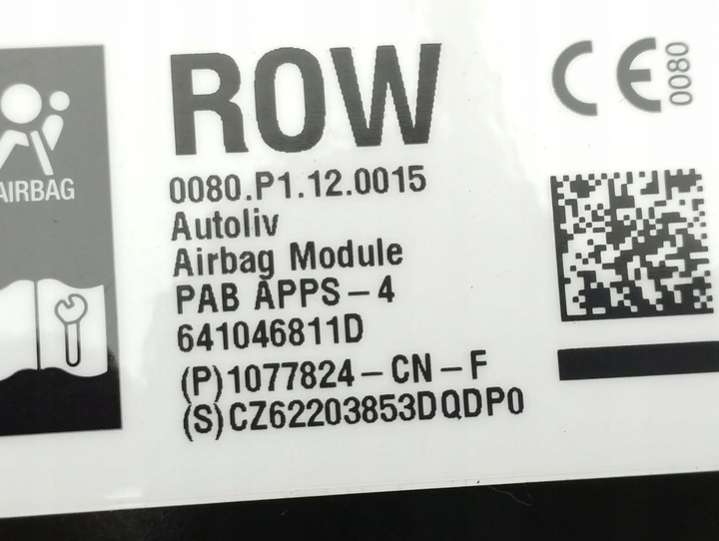 ROW
CE 0080
AIRBAG
0080.P1.12.0015
Autoliv
Airbag Module
PAB APPS-4
641046811D
(P)1077824-CN-F
(S)CZ62203853DQDP0